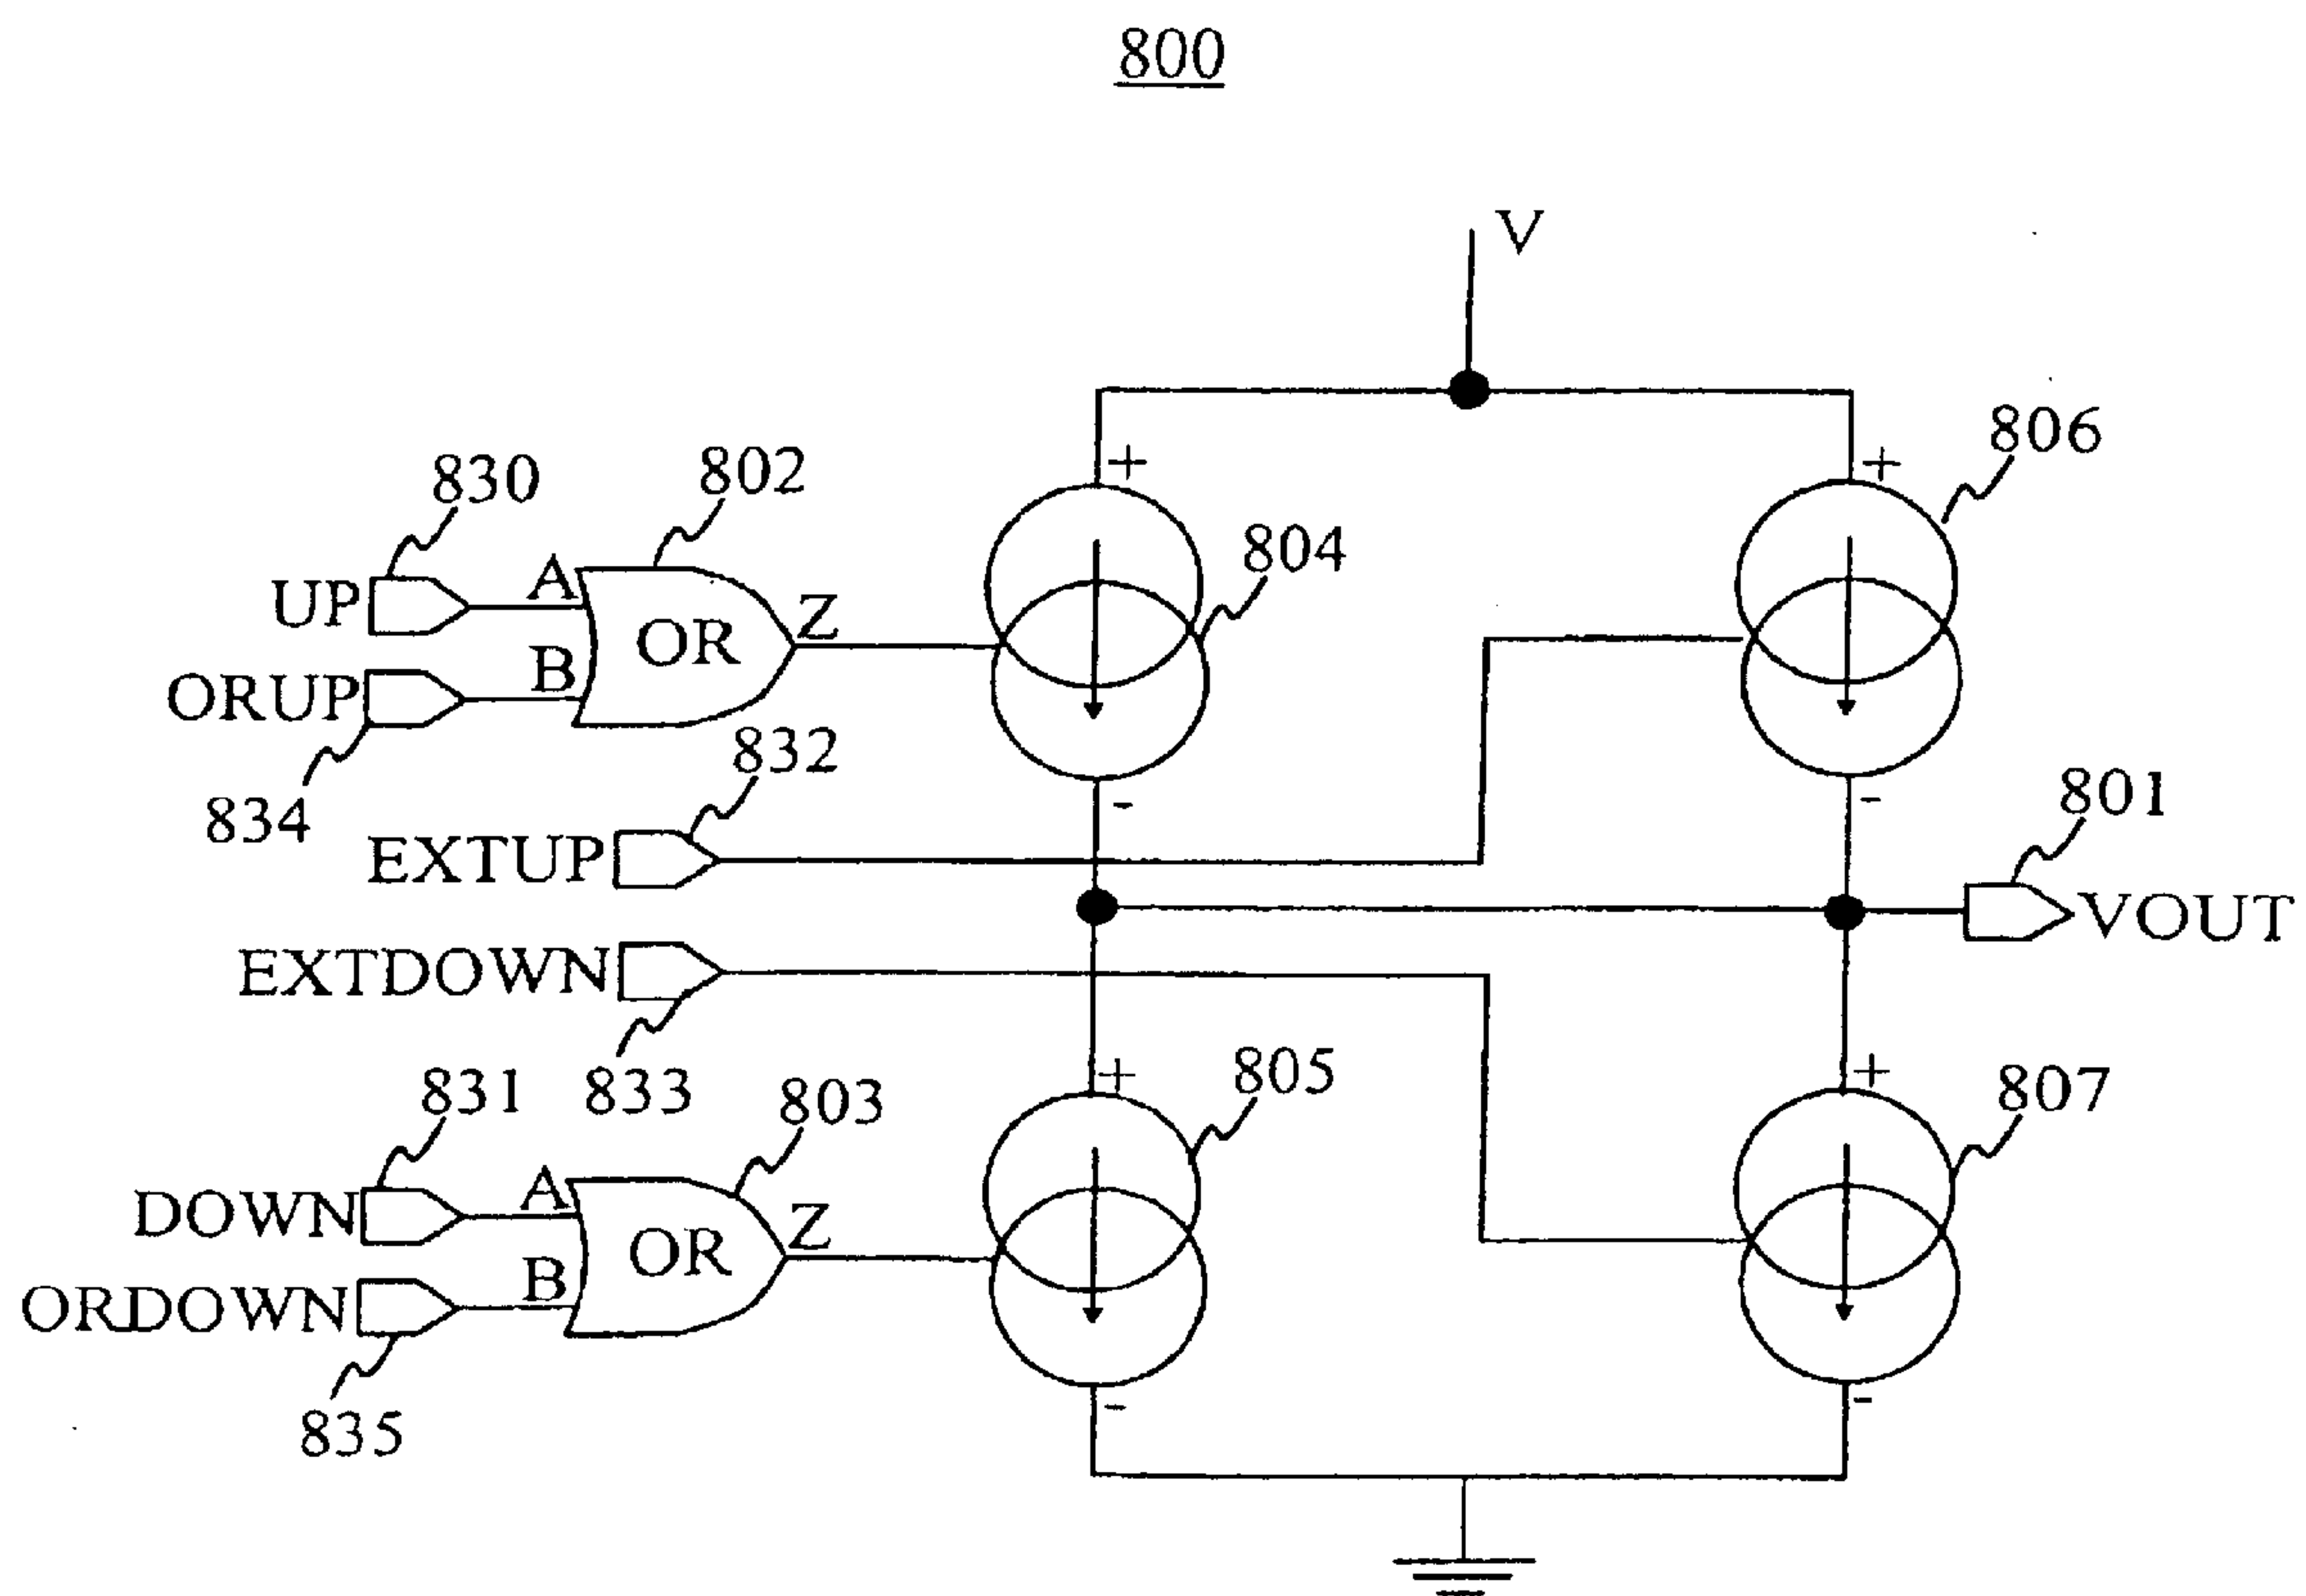 800
V
806
+
+
802
830
804
UP
A
OR
Z
ORUP
B
832
834
-
-
801
EXTUP
VOUT
EXTDOWN
831
833
803
+
805
+
807
DOWN
A
OR
Z
ORDOWN
B
835
-
-